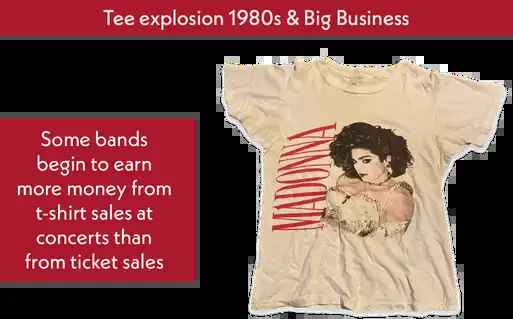 Tee explosion 1980s & Big Business
Some bands
begin to earn
more money from
t-shirt sales at
concerts than
from ticket sales
MADONNA